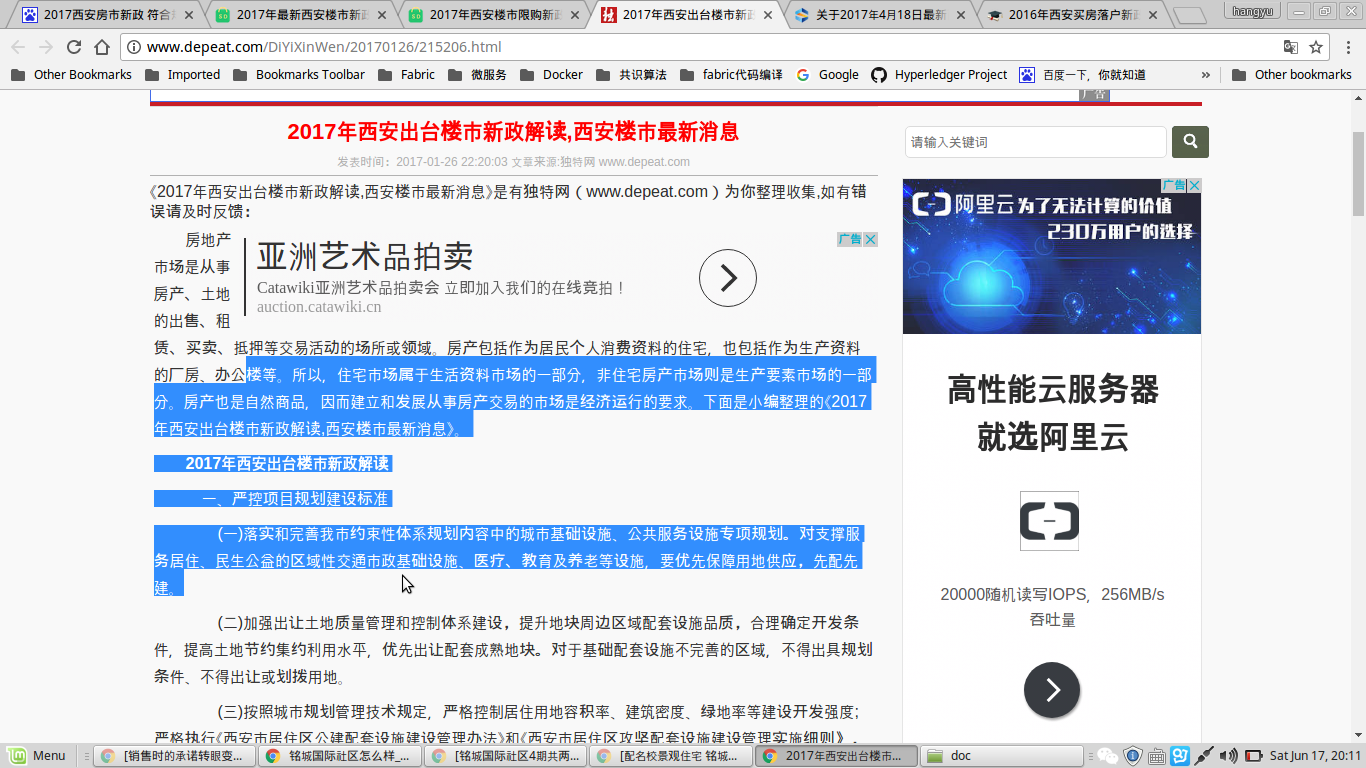 2017西安房市新政 符合
2017年最新西安楼市新政
2017年西安楼市限购新政
2017年西安出台楼市新政
关于2017年4月18日最新
2016年西安买房落户新政
hangyu
www.depeat.com/DiYiXinWen/20170126/215206.html
Other Bookmarks Imported Bookmarks Toolbar Fabric 微服务 Docker 共识算法 fabric代码编译 Google Hyperledger Project 百度一下，你就知道 » Other bookmarks
广告
2017年西安出台楼市新政解读,西安楼市最新消息
发表时间：2017-01-26 22:20:03 文章来源:独特网 www.depeat.com
《2017年西安出台楼市新政解读,西安楼市最新消息》是有独特网（www.depeat.com）为你整理收集,如有错
误请及时反馈：
房地产
市场是从事
房产、土地
的出售、租
亚洲艺术品拍卖
Catawiki亚洲艺术品拍卖会 立即加入我们的在线竞拍！
auction.catawiki.cn
广告
赁、买卖、抵押等交易活动的场所或领域。房产包括作为居民个人消费资料的住宅，也包括作为生产资料
的厂房、办公楼等。所以，住宅市场属于生活资料市场的一部分，非住宅房产市场则是生产要素市场的一部
分。房产也是自然商品，因而建立和发展从事房产交易的市场是经济运行的要求。下面是小编整理的《2017
年西安出台楼市新政解读,西安楼市最新消息》。
2017年西安出台楼市新政解读
一、严控项目规划建设标准
(一)落实和完善我市约束性体系规划内容中的城市基础设施、公共服务设施专项规划。对支撑服
务居住、民生公益的区域性交通市政基础设施、医疗、教育及养老等设施，要优先保障用地供应，先配先
建。
(二)加强出让土地质量管理和控制体系建设，提升地块周边区域配套设施品质，合理确定开发条
件，提高土地节约集约利用水平，优先出让配套成熟地块。对于基础配套设施不完善的区域，不得出具规划
条件、不得出让或划拨用地。
(三)按照城市规划管理技术规定，严格控制居住用地容积率、建筑密度、绿地率等建设开发强度；
严格执行《西安市居住区公建配套设施建设管理办法》和《西安市居住区攻坚配套设施建设管理实施细则》，
请输入关键词
广告
阿里云 为了无法计算的价值
230万用户的选择
高性能云服务器
就选阿里云
20000随机读写IOPS，256MB/s
吞吐量
Menu
[销售时的承诺转眼变...
铭城国际社区怎么样_...
[铭城国际社区4期共两...
[配名校景观住宅 铭城...
2017年西安出台楼市...
doc
Sat Jun 17, 20:11